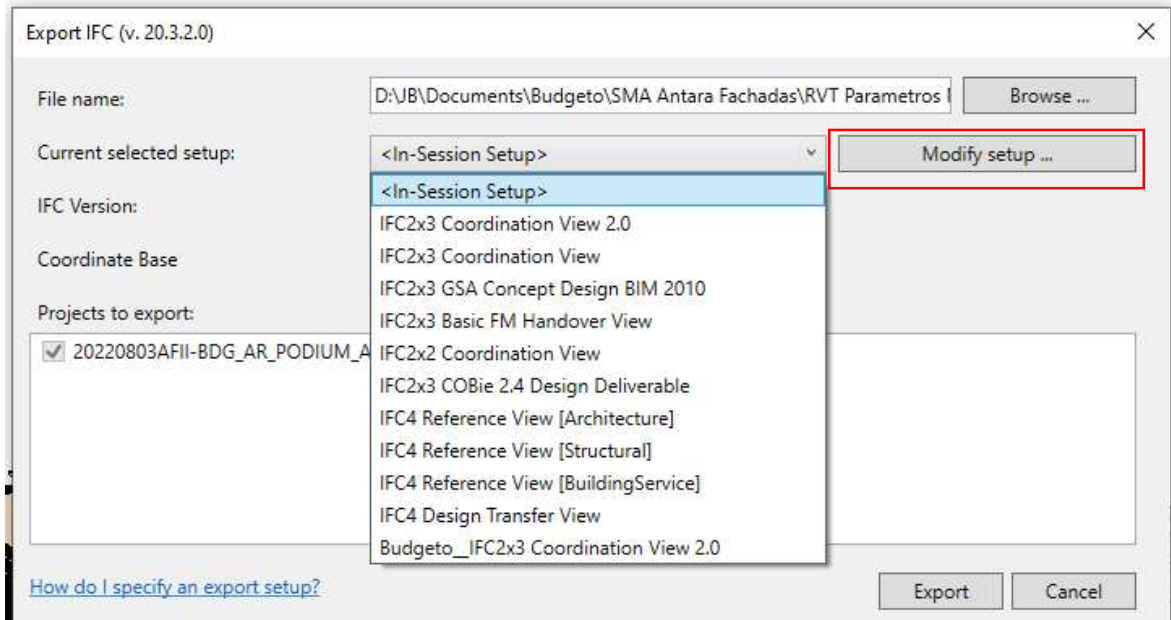 Export IFC (v. 20.3.2.0)
File name:
D:\JB\Documents\Budgeto\SMA Antara Fachadas\RVT Parametros
Browse ...
Current selected setup:
<In-Session Setup>
Modify setup ...
<In-Session Setup>
IFC Version:
IFC2x3 Coordination View 2.0
IFC2x3 Coordination View
Coordinate Base
IFC2x3 GSA Concept Design BIM 2010
Projects to export:
IFC2x3 Basic FM Handover View
20220803AFII-BDG_AR_PODIUM_A
IFC2x2 Coordination View
IFC2x3 COBie 2.4 Design Deliverable
IFC4 Reference View [Architecture]
IFC4 Reference View [Structural]
IFC4 Reference View [BuildingService]
IFC4 Design Transfer View
Budgeto__IFC2x3 Coordination View 2.0
How do I specify an export setup?
Export
Cancel